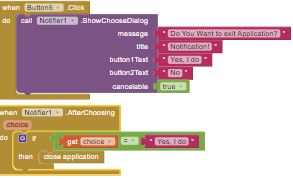 when Button6 .Click
do call Notifier1 .ShowChooseDialog
message " Do You Want to exit Application? "
title " Notification! "
button1Text " Yes, I do "
button2Text " No "
cancelable true
when Notifier1 .AfterChoosing
choice
do if get choice = " Yes, I do "
then close application